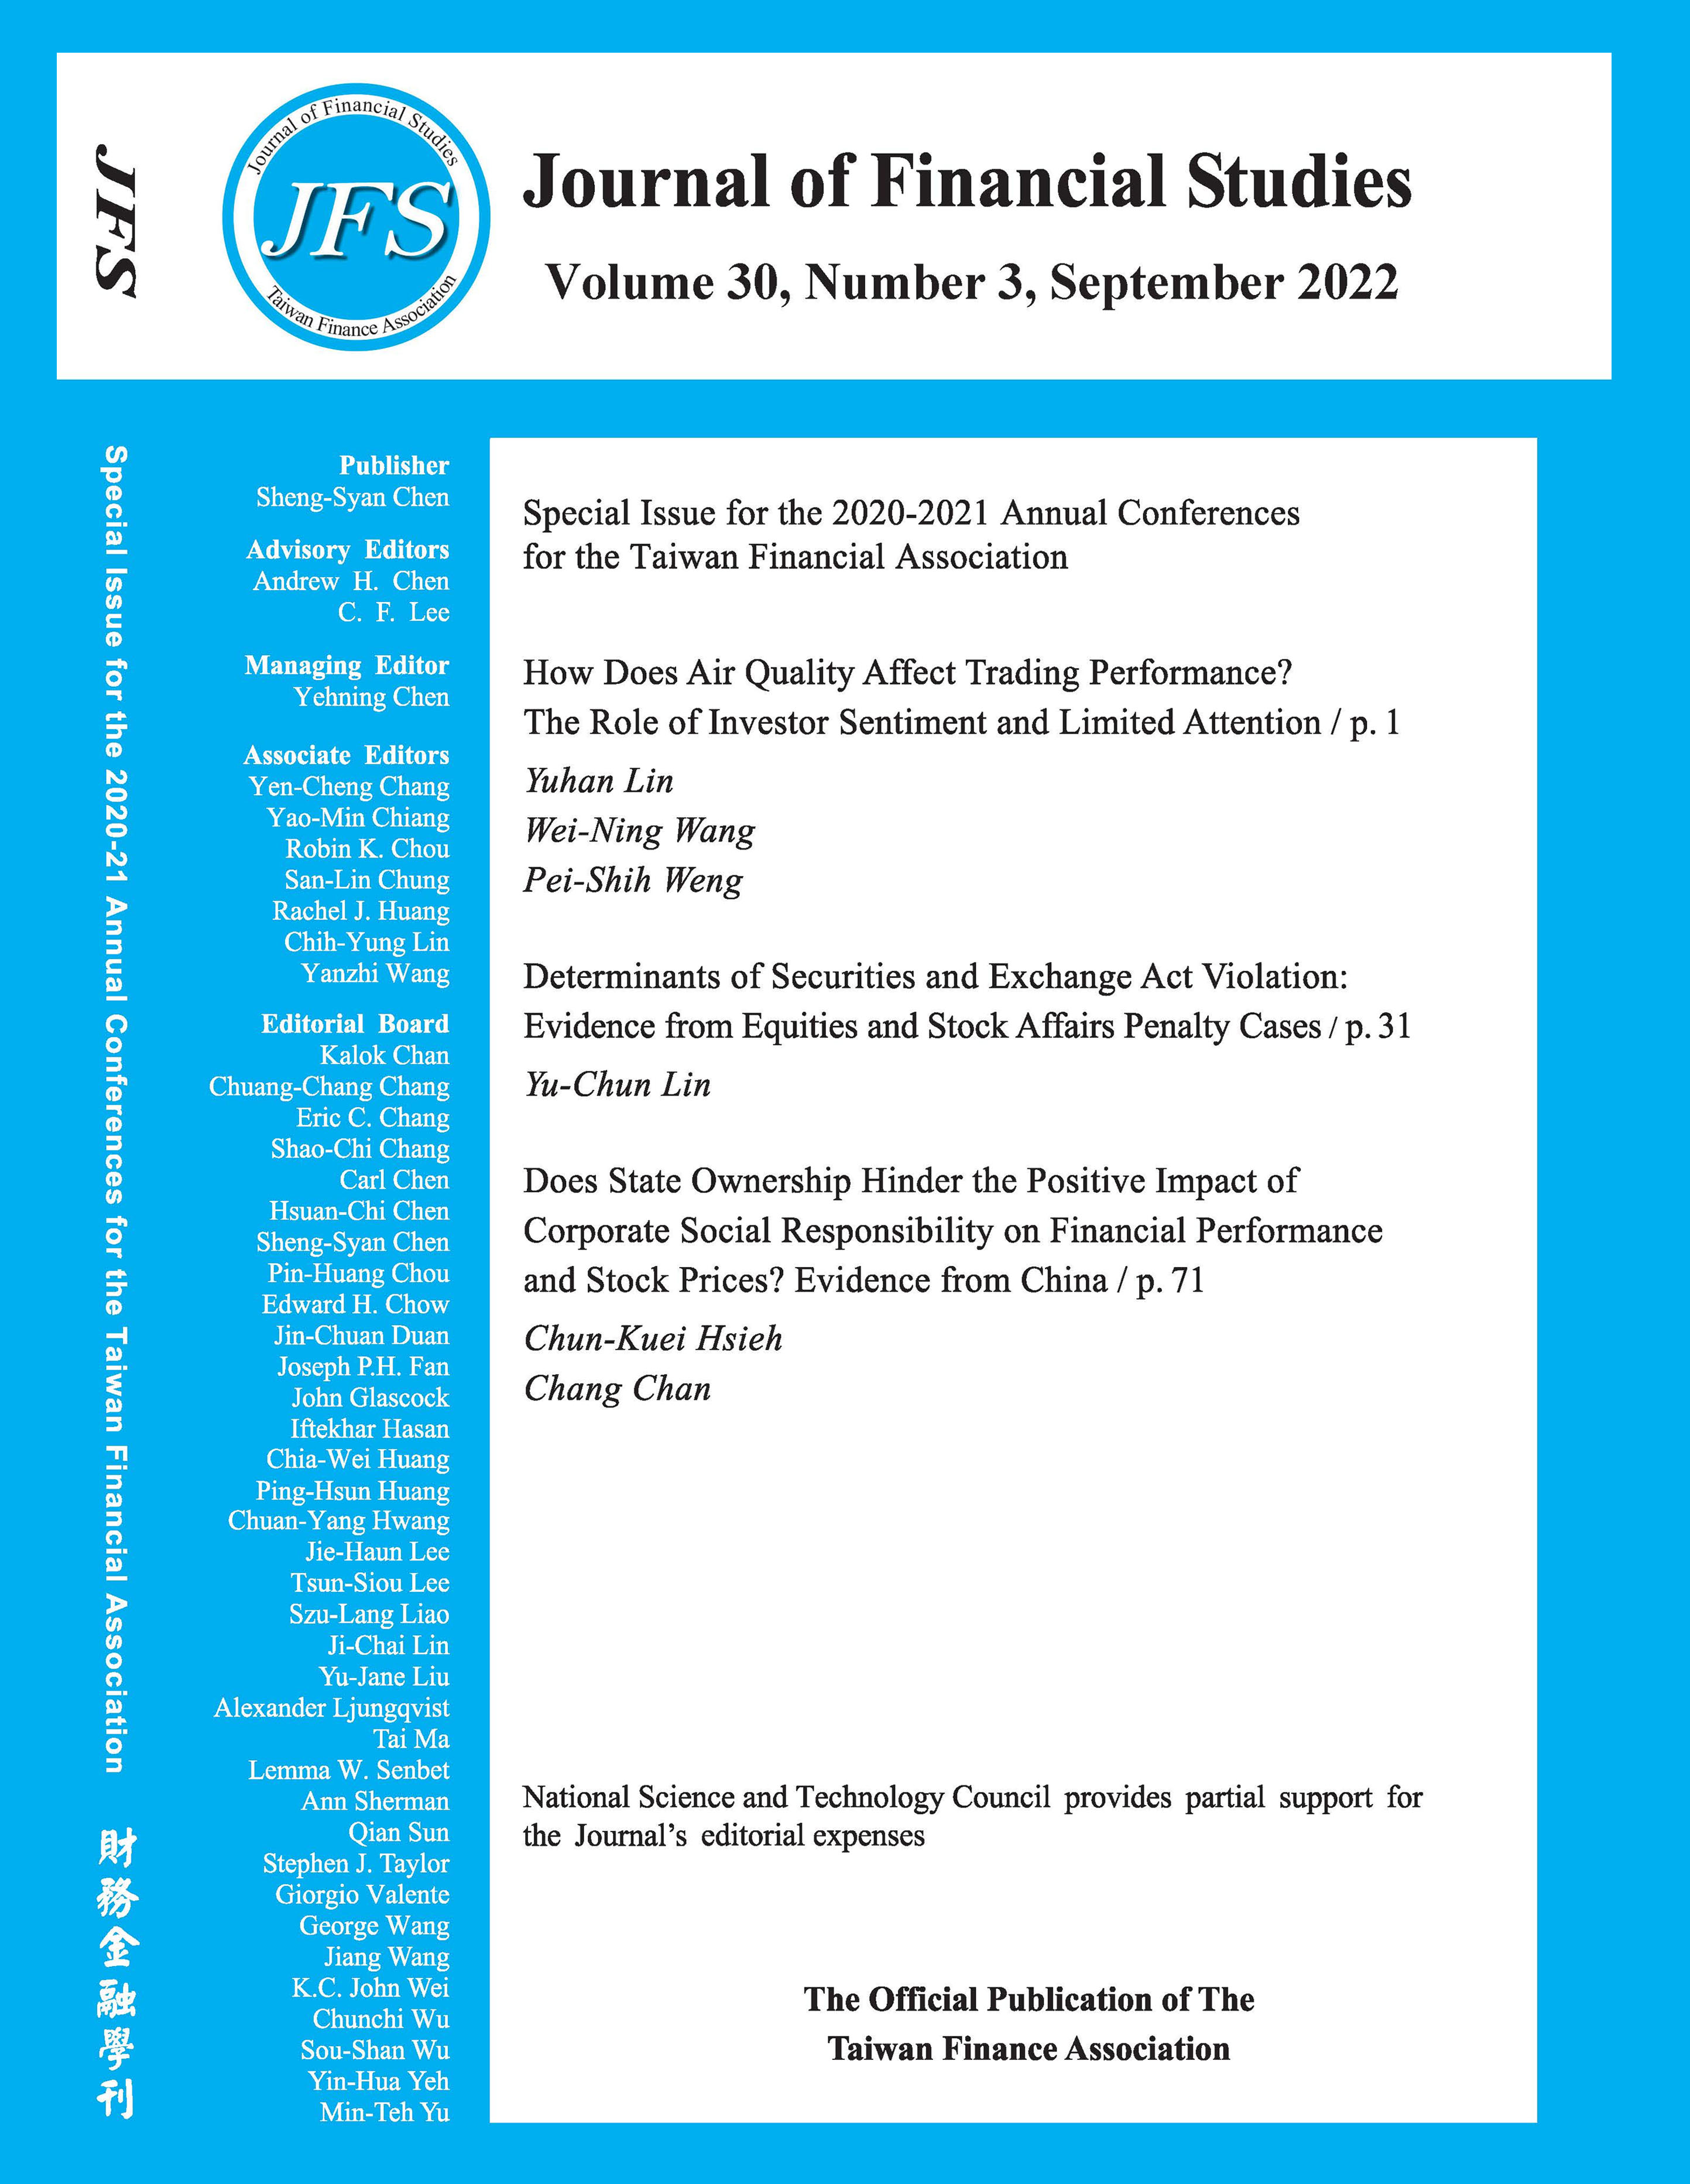 JFS
Journal of Financial Studies
JFS
Taiwan Finance Association
Journal of Financial Studies
Volume 30, Number 3, September 2022
Special Issue for the 2020-21 Annual Conferences for the Taiwan Financial Association
財務金融學刊
Publisher
Sheng-Syan Chen
Advisory Editors
Andrew H. Chen
C. F. Lee
Managing Editor
Yehning Chen
Associate Editors
Yen-Cheng Chang
Yao-Min Chiang
Robin K. Chou
San-Lin Chung
Rachel J. Huang
Chih-Yung Lin
Yanzhi Wang
Editorial Board
Kalok Chan
Chuang-Chang Chang
Eric C. Chang
Shao-Chi Chang
Carl Chen
Hsuan-Chi Chen
Sheng-Syan Chen
Pin-Huang Chou
Edward H. Chow
Jin-Chuan Duan
Joseph P.H. Fan
John Glascock
Iftekhar Hasan
Chia-Wei Huang
Ping-Hsun Huang
Chuan-Yang Hwang
Jie-Haun Lee
Tsun-Siou Lee
Szu-Lang Liao
Ji-Chai Lin
Yu-Jane Liu
Alexander Ljungqvist
Tai Ma
Lemma W. Senbet
Ann Sherman
Qian Sun
Stephen J. Taylor
Giorgio Valente
George Wang
Jiang Wang
K.C. John Wei
Chunchi Wu
Sou-Shan Wu
Yin-Hua Yeh
Min-Teh Yu
Special Issue for the 2020-2021 Annual Conferences
for the Taiwan Financial Association
How Does Air Quality Affect Trading Performance?
The Role of Investor Sentiment and Limited Attention / p. 1
Yuhan Lin
Wei-Ning Wang
Pei-Shih Weng
Determinants of Securities and Exchange Act Violation:
Evidence from Equities and Stock Affairs Penalty Cases / p. 31
Yu-Chun Lin
Does State Ownership Hinder the Positive Impact of
Corporate Social Responsibility on Financial Performance
and Stock Prices? Evidence from China / p. 71
Chun-Kuei Hsieh
Chang Chan
National Science and Technology Council provides partial support for
the Journal’s editorial expenses
The Official Publication of The
Taiwan Finance Association